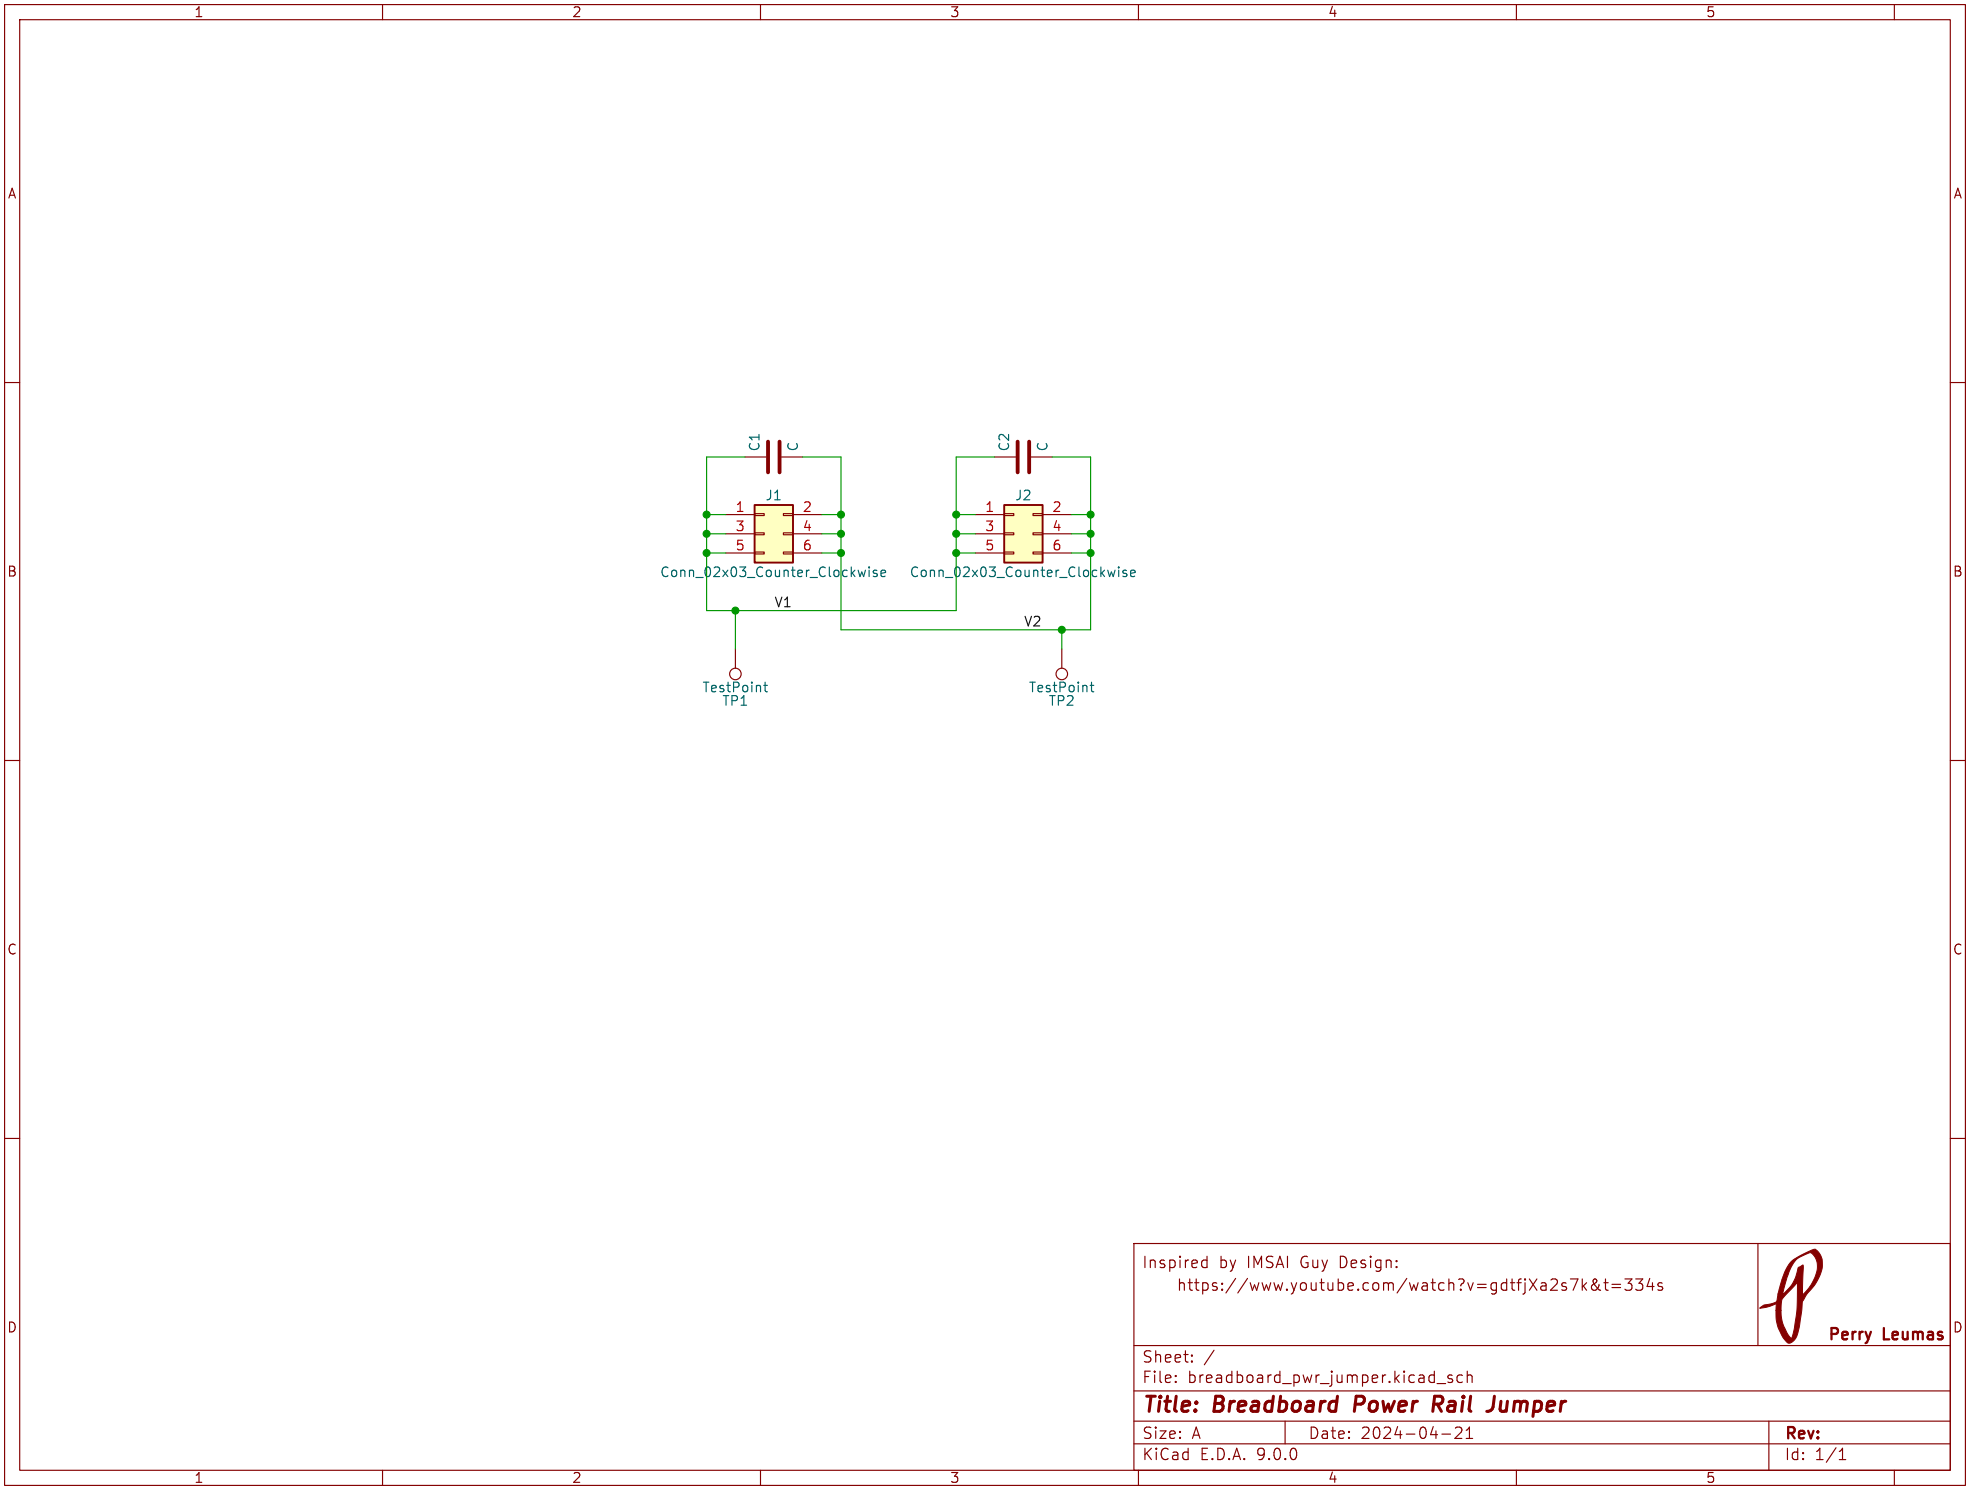 1 2 3 4 5
A A
C1 C C2 C
J1 J2
1 2 1 2
3 4 3 4
5 6 5 6
B Conn_02x03_Counter_Clockwise Conn_02x03_Counter_Clockwise B
V1
V2
TestPoint TestPoint
TP1 TP2
C C
Inspired by IMSAI Guy Design:
https://www.youtube.com/watch?v=gdtfjXa2s7k&t=334s
D Perry Leumas D
Sheet: /
File: breadboard_pwr_jumper.kicad_sch
Title: Breadboard Power Rail Jumper
Size: A Date: 2024-04-21 Rev:
KiCad E.D.A. 9.0.0 Id: 1/1
1 2 3 4 5